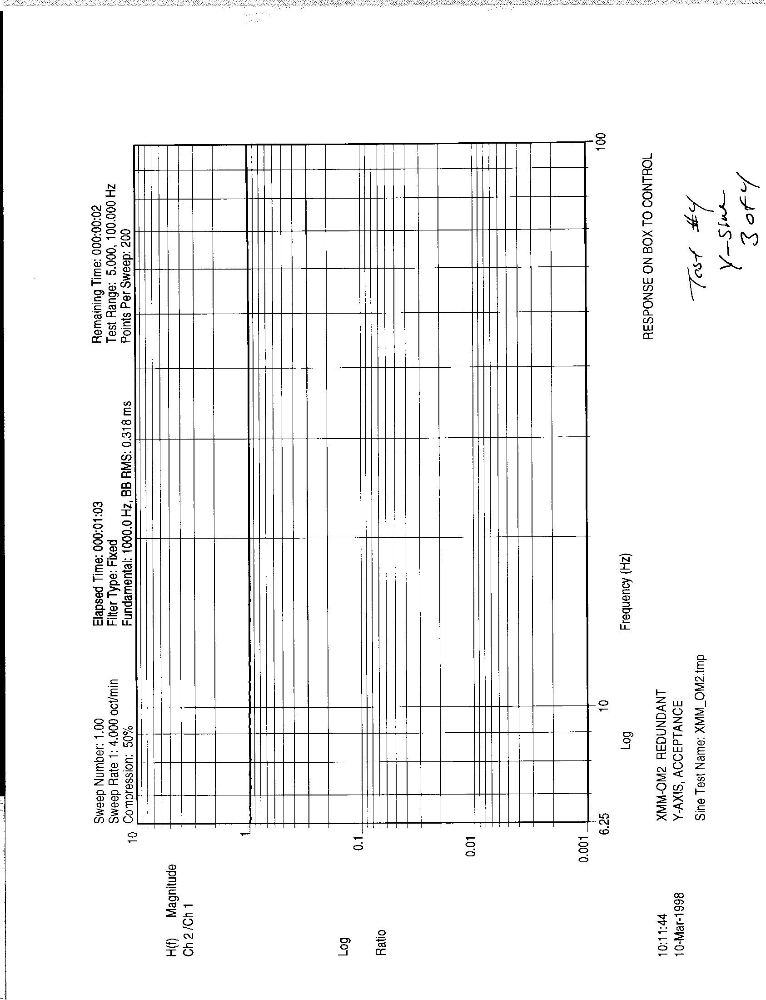 Sweep Number: 1.00
Sweep Rate 1: 4.000 oct/min
Compression: 50%
Elapsed Time: 000:01:03
Filter Type: Fixed
Fundamental: 1000.0 Hz, BB RMS: 0.318 ms
Remaining Time: 000:00:02
Test Range: 5.000, 100.000 Hz
Points Per Sweep: 200
H(f) Magnitude
Ch 2 /Ch 1
Log
Ratio
10
1
0.1
0.01
0.001
6.25
10
100
Log
Frequency (Hz)
RESPONSE ON BOX TO CONTROL
10:11:44
10-Mar-1998
XMM-OM2 REDUNDANT
Y-AXIS, ACCEPTANCE
Sine Test Name: XMM_OM2.tmp
Test #4
Y-Sine
3 of 4